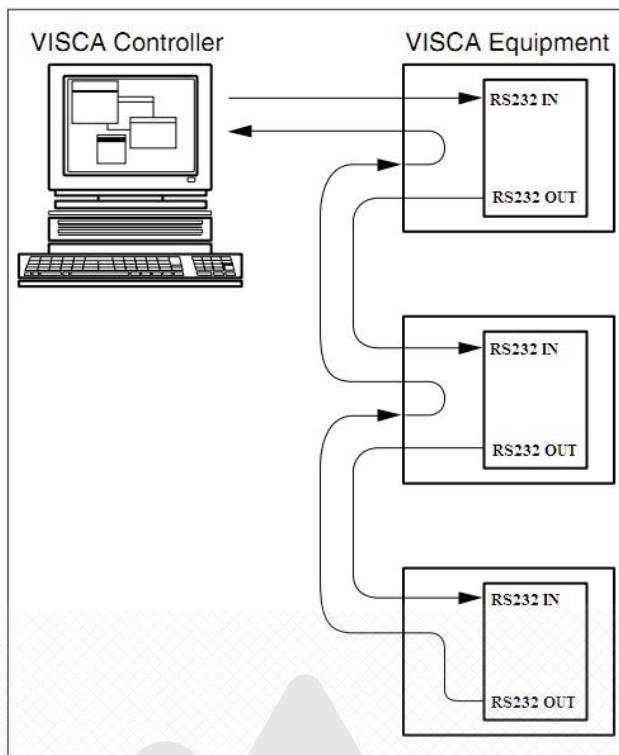 VISCA Controller
VISCA Equipment
RS232 IN
RS232 OUT
RS232 IN
RS232 OUT
RS232 IN
RS232 OUT